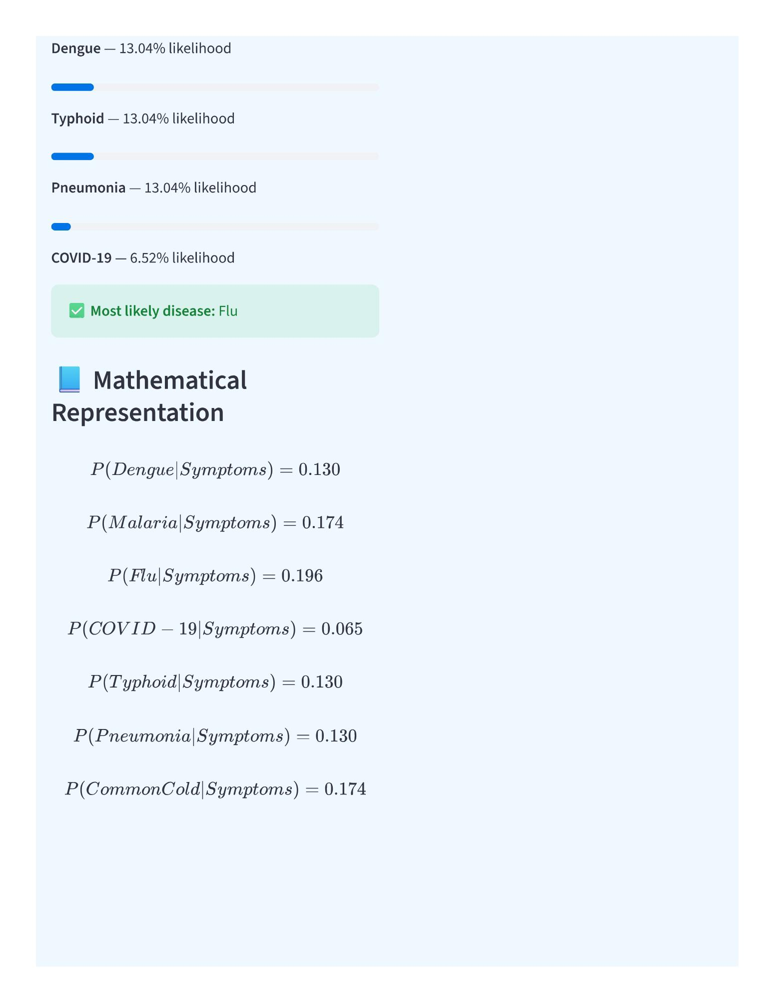 Dengue — 13.04% likelihood
Typhoid — 13.04% likelihood
Pneumonia — 13.04% likelihood
COVID-19 — 6.52% likelihood
✅ Most likely disease: Flu
📘 Mathematical
Representation
P(Dengue|Symptoms) = 0.130
P(Malaria|Symptoms) = 0.174
P(Flu|Symptoms) = 0.196
P(COVID − 19|Symptoms) = 0.065
P(Typhoid|Symptoms) = 0.130
P(Pneumonia|Symptoms) = 0.130
P(CommonCold|Symptoms) = 0.174